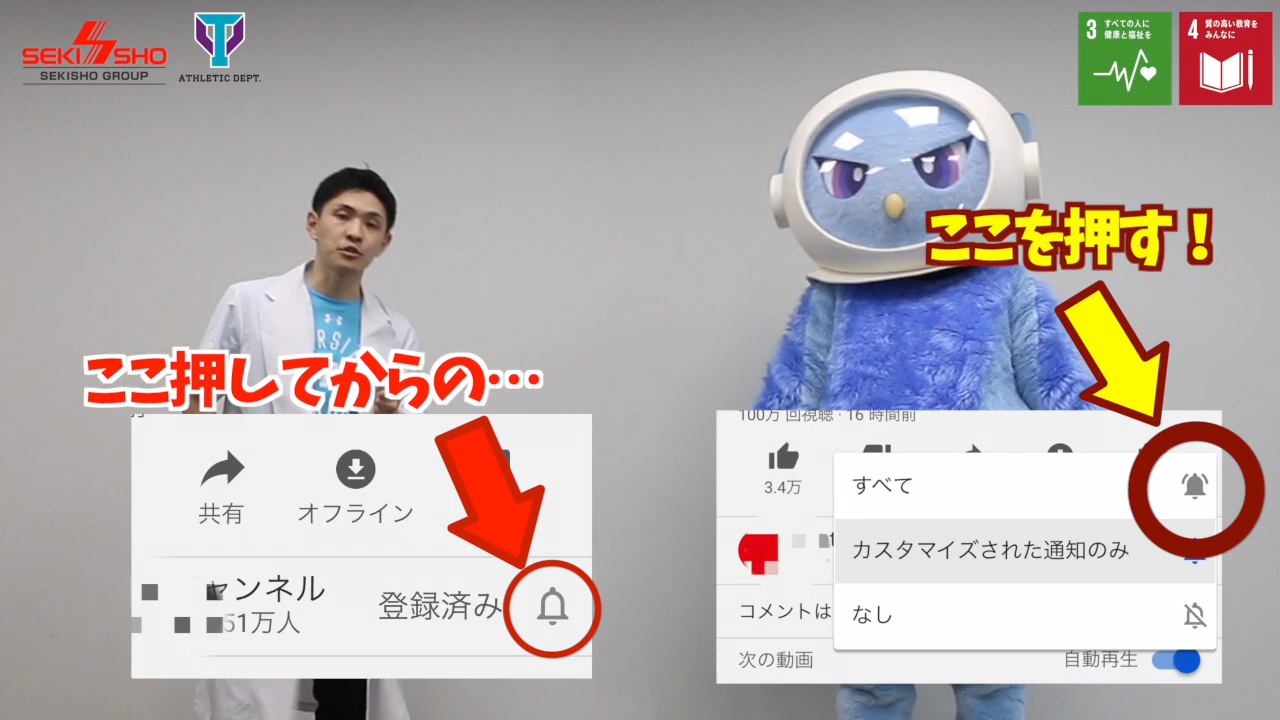 SEKISHO
SEKISHO GROUP
ATHLETIC DEPT.
3 すべての人に
健康と福祉を
4 質の高い教育を
みんなに
ここを押す！
ここ押してからの…
共有
オフライン
ャンネル
51万人
登録済み
100万 回視聴・16 時間前
3.4万
すべて
カスタマイズされた通知のみ
なし
コメントは
次の動画
自動再生